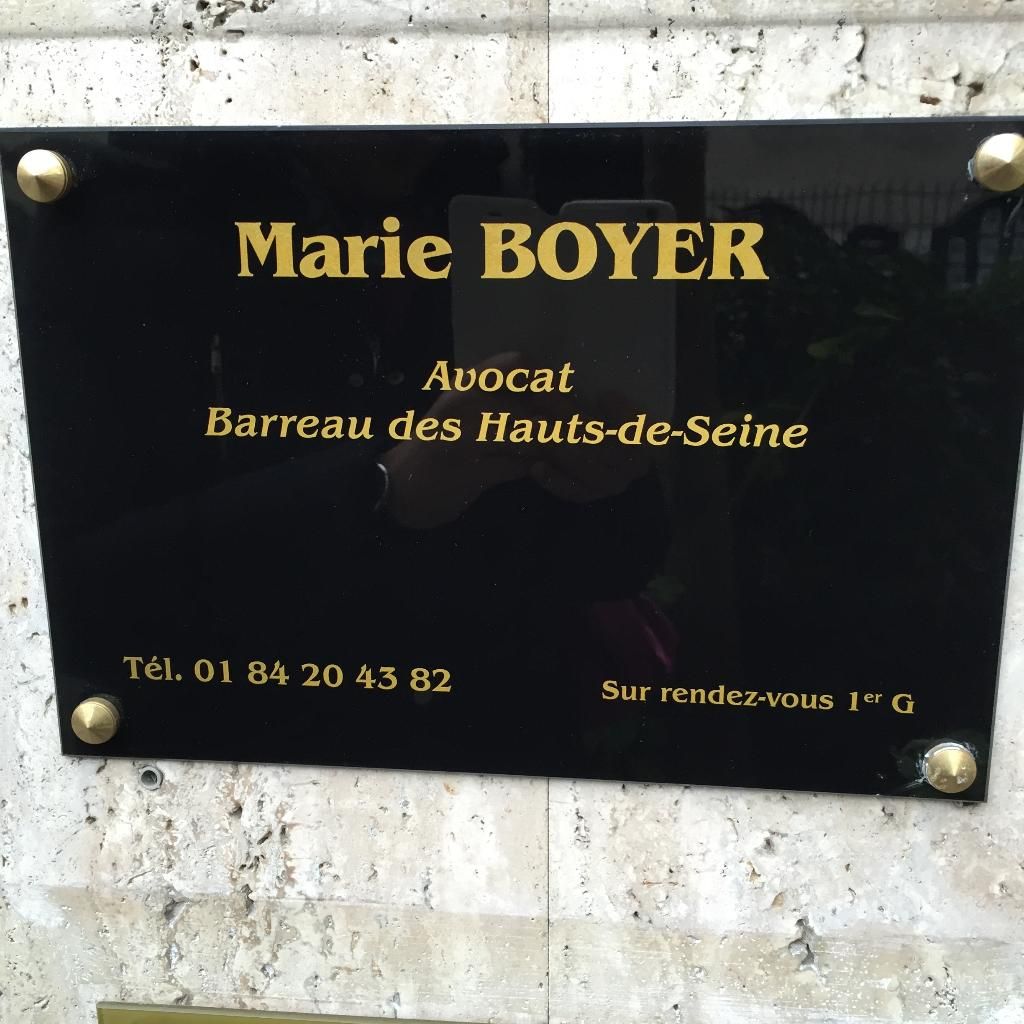 Marie BOYER
Avocat
Barreau des Hauts-de-Seine
Tél. 01 84 20 43 82
Sur rendez-vous 1er G